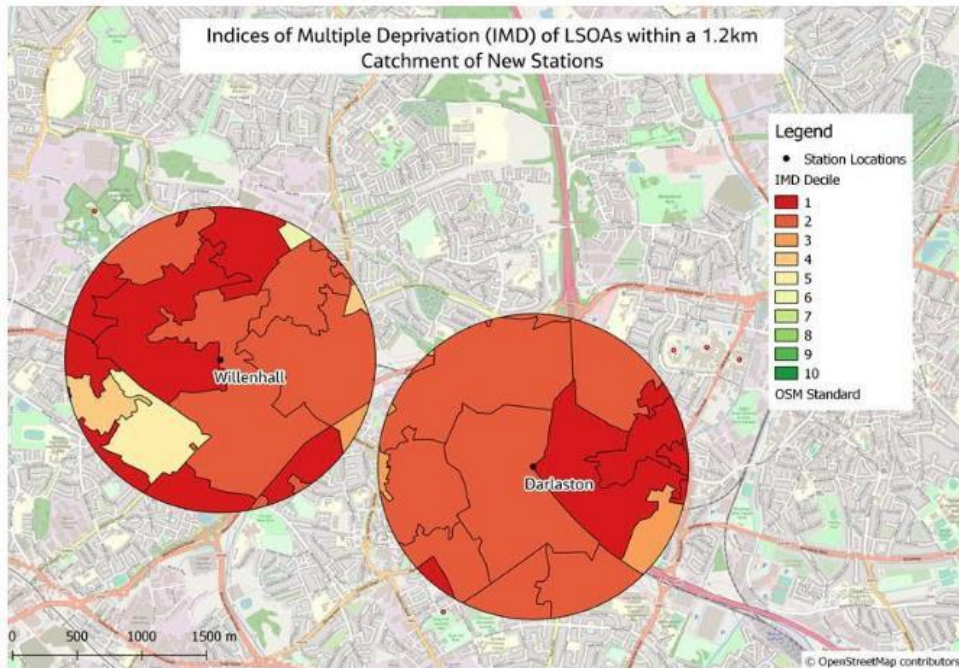 Indices of Multiple Deprivation (IMD) of LSOAs within a 1.2km
Catchment of New Stations
Legend
Station Locations
IMD Decile
1
2
3
4
5
6
7
8
9
10
OSM Standard
Willenhall
Darlaston
0 500 1000 1500 m
© OpenStreetMap contributors